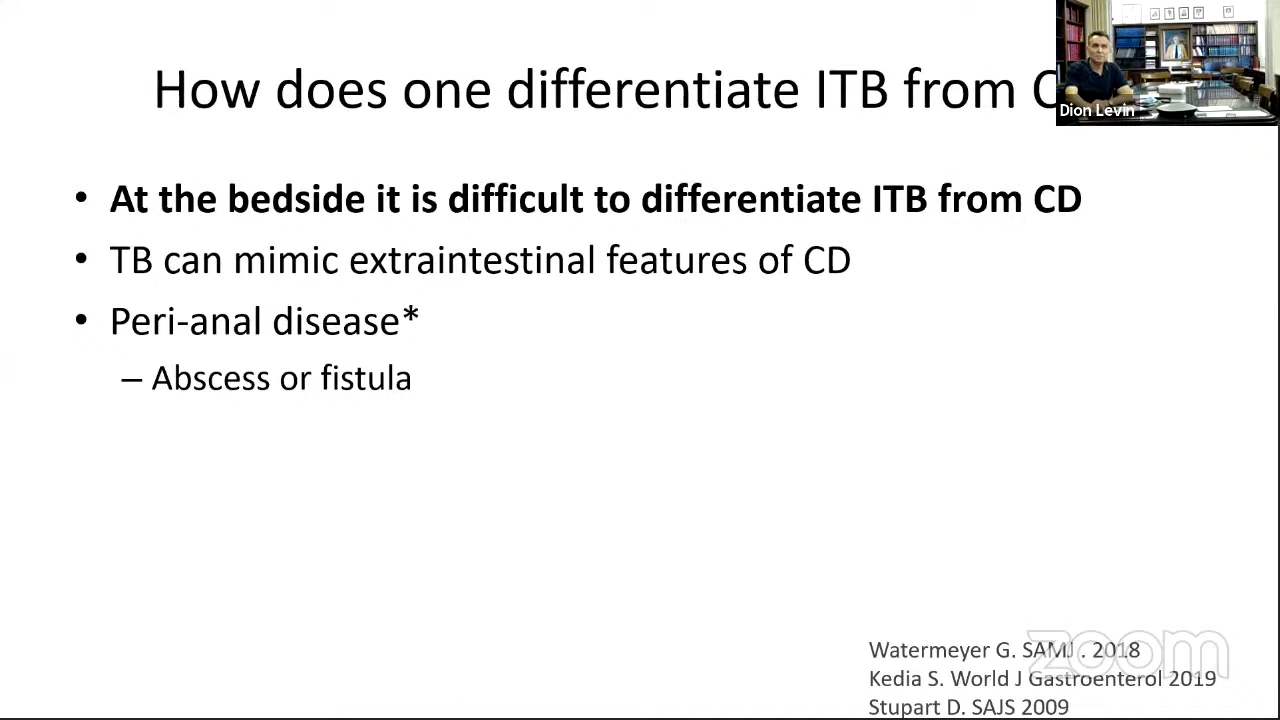 How does one differentiate ITB from C
Dion Levin
• At the bedside it is difficult to differentiate ITB from CD
• TB can mimic extraintestinal features of CD
• Peri-anal disease*
– Abscess or fistula
zoom
Watermeyer G. SAMJ . 2018
Kedia S. World J Gastroenterol 2019
Stupart D. SAJS 2009